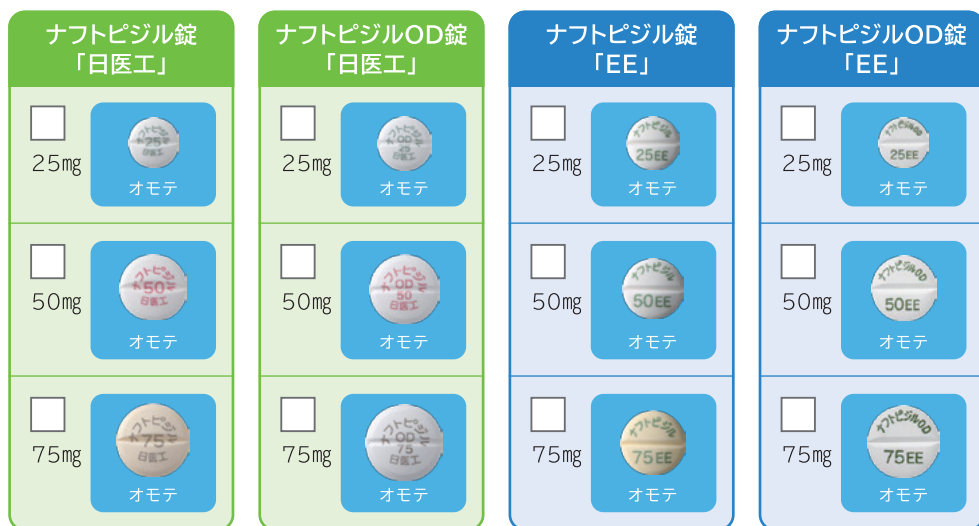 ナフトピジル錠
「日医工」
25mg
ナフトピジル
25
日医工
オモテ
50mg
ナフトピジル
50
日医工
オモテ
75mg
ナフトピジル
75
日医工
オモテ
ナフトピジルOD錠
「日医工」
25mg
ナフトピジル
OD
25
日医工
オモテ
50mg
ナフトピジル
OD
50
日医工
オモテ
75mg
ナフトピジル
OD
75
日医工
オモテ
ナフトピジル錠
「EE」
25mg
ナフトピジル
25EE
オモテ
50mg
ナフトピジル
50EE
オモテ
75mg
ナフトピジル
75EE
オモテ
ナフトピジルOD錠
「EE」
25mg
ナフトピジルOD
25EE
オモテ
50mg
ナフトピジルOD
50EE
オモテ
75mg
ナフトピジルOD
75EE
オモテ